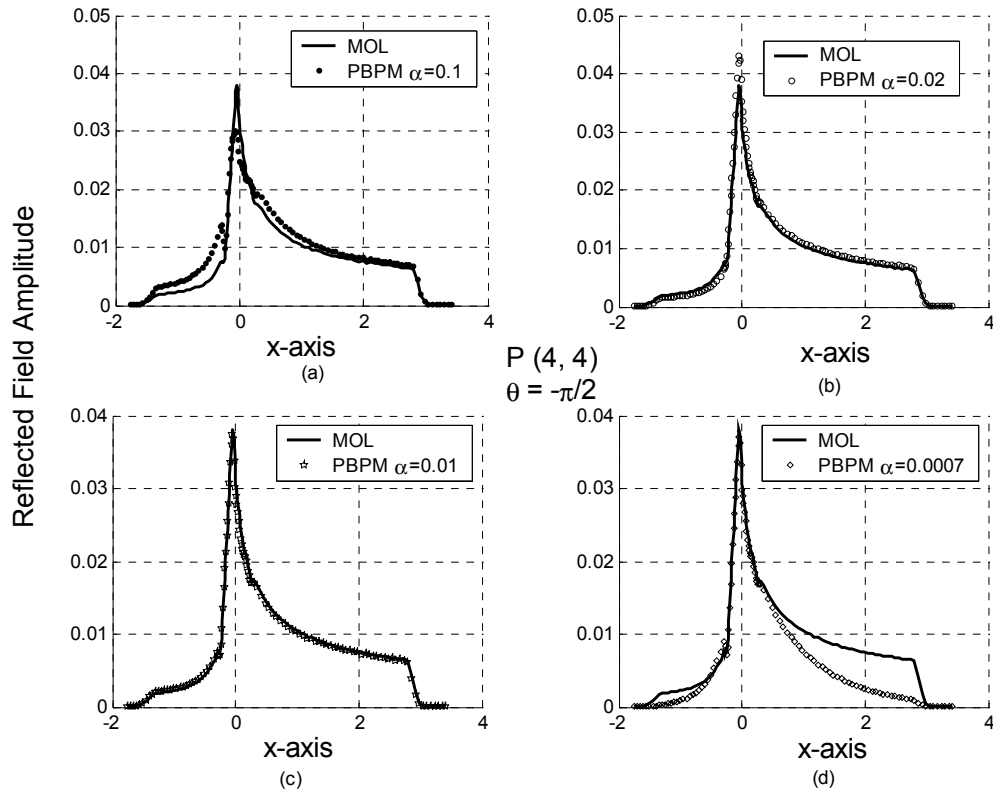 Reflected Field Amplitude
0.05
0.04
0.03
0.02
0.01
0
-2
0
2
4
MOL
PBPM α=0.1
x-axis
(a)
0.05
0.04
0.03
0.02
0.01
0
-2
0
2
4
MOL
PBPM α=0.02
x-axis
(b)
P (4, 4)
θ = -π/2
0.04
0.03
0.02
0.01
0
-2
0
2
4
MOL
PBPM α=0.01
x-axis
(c)
0.04
0.03
0.02
0.01
0
-2
0
2
4
MOL
PBPM α=0.0007
x-axis
(d)